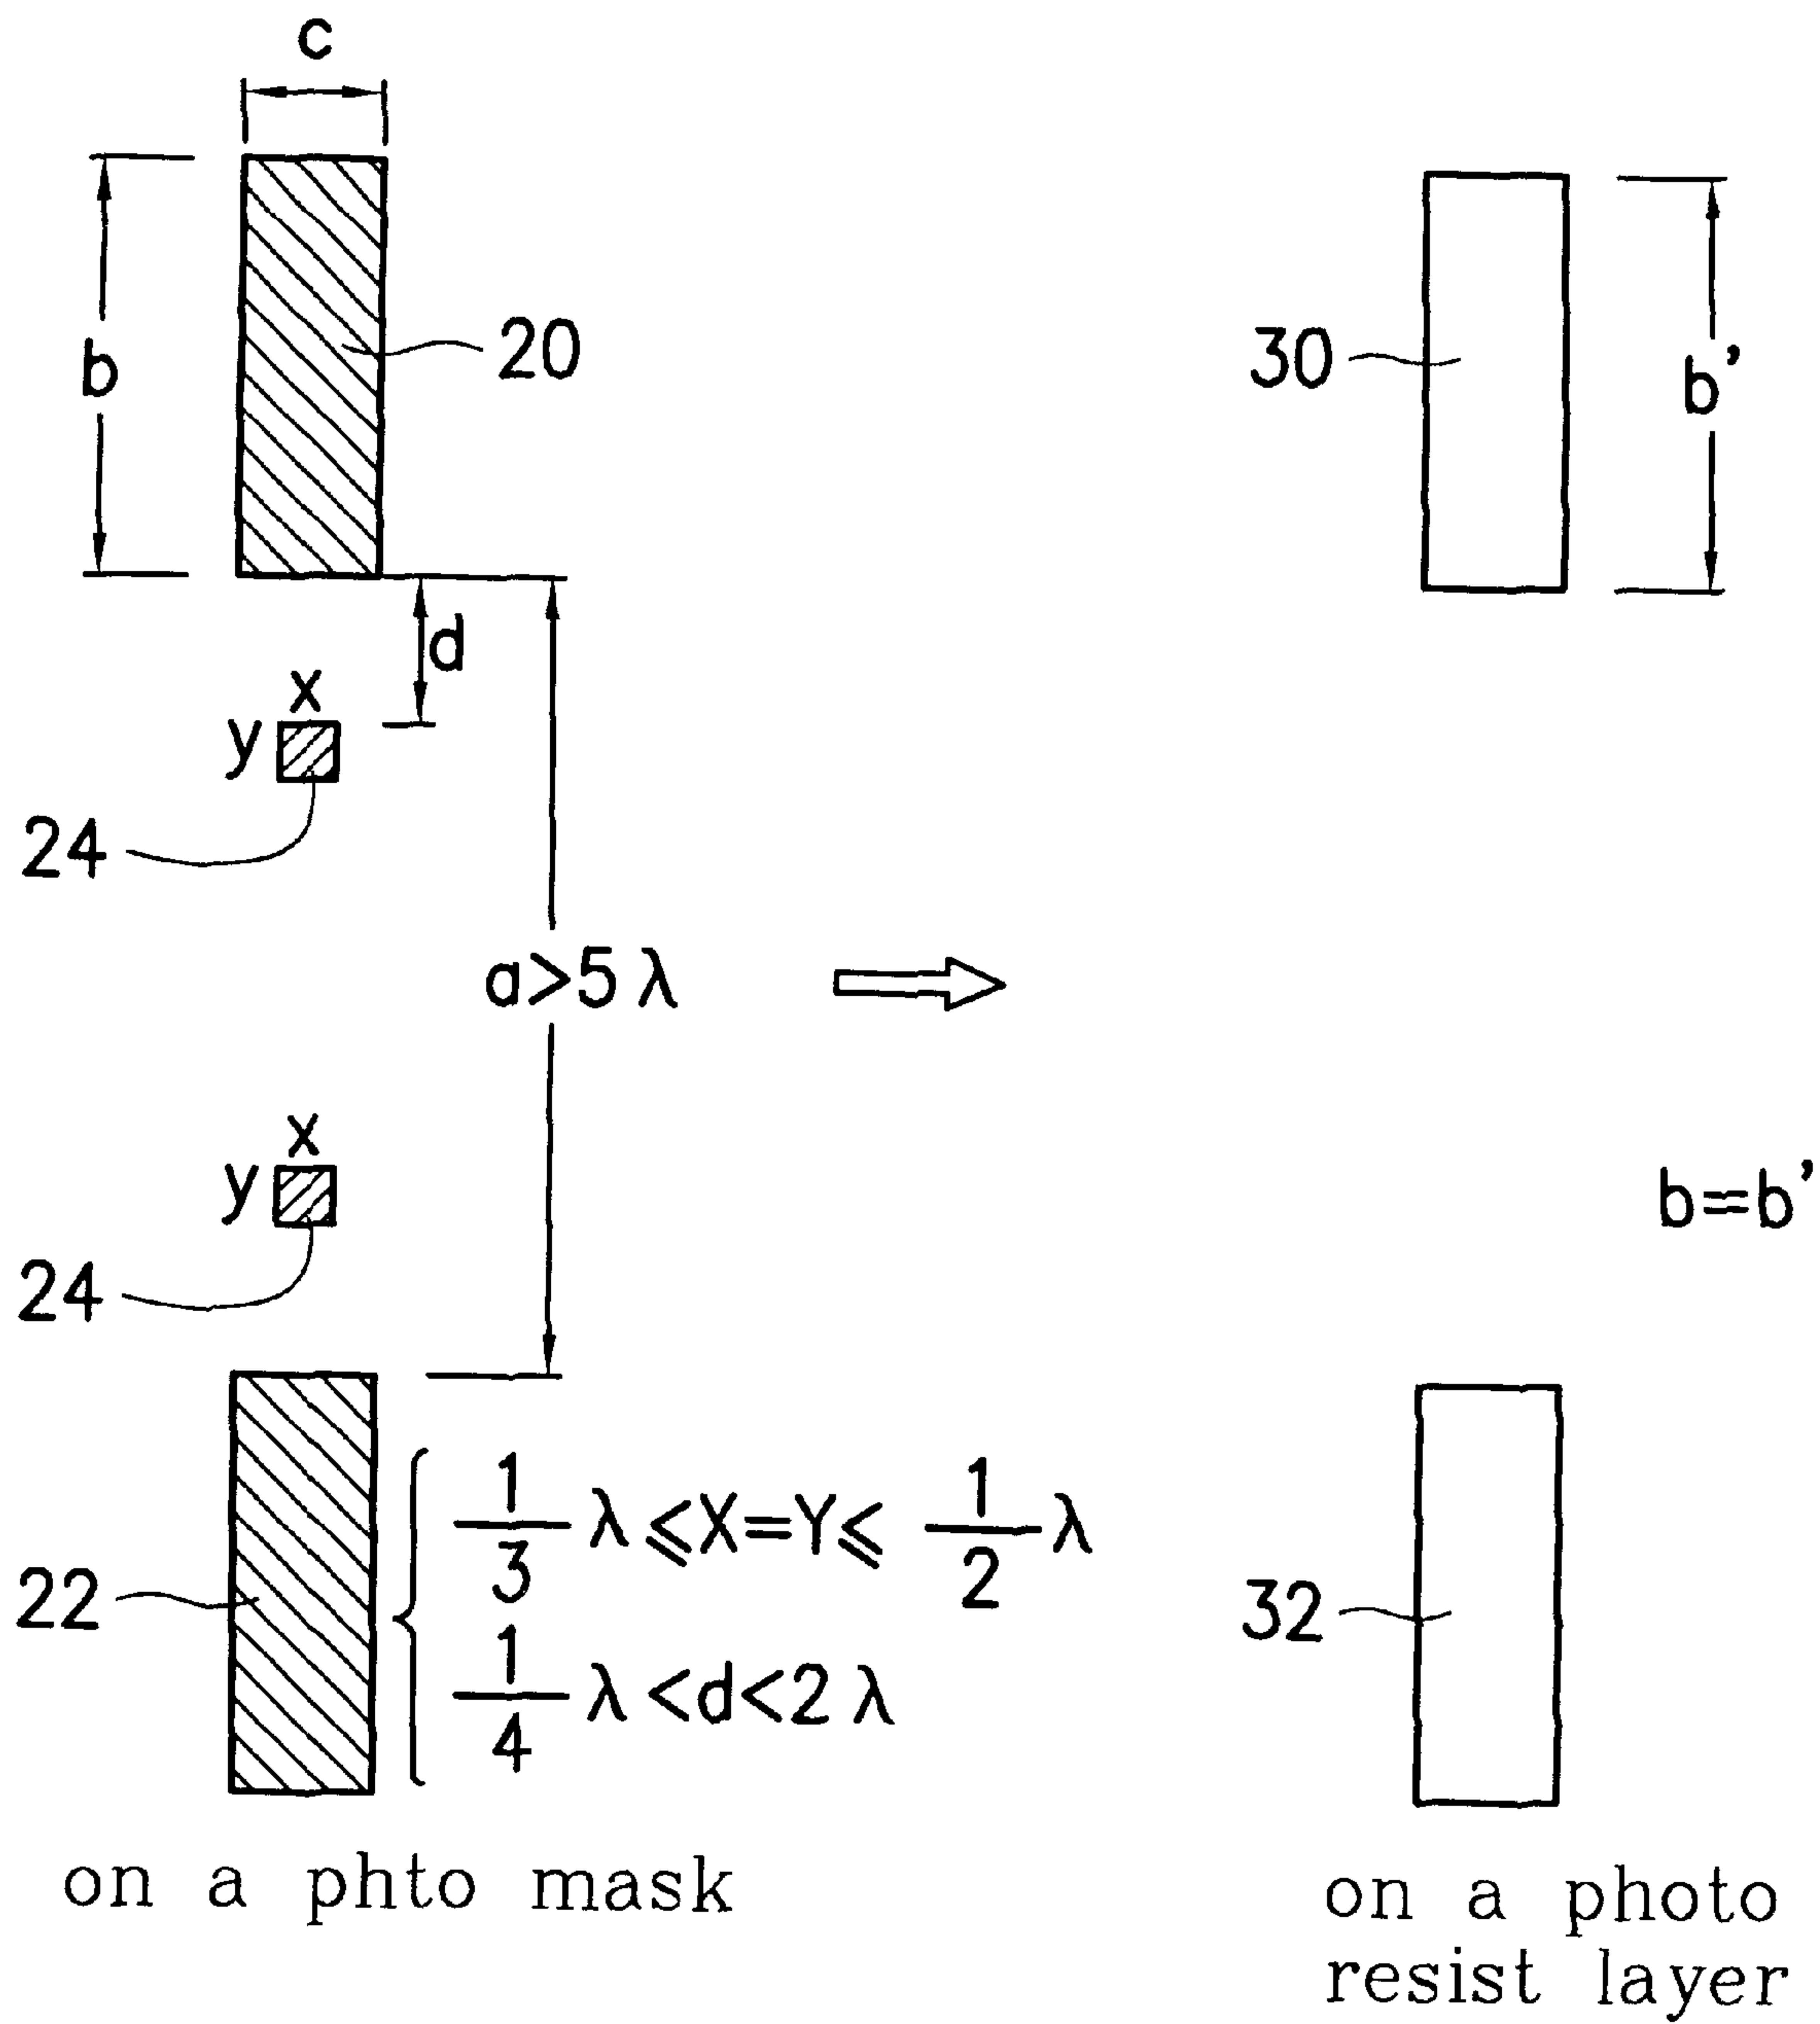 c
b
20
30
b'
d
x
y
24
a>5λ
x
y
24
b=b'
22
1/3 λ≤X=Y≤ 1/2 λ
1/4 λ<d<2λ
32
on a phto mask
on a photo
resist layer